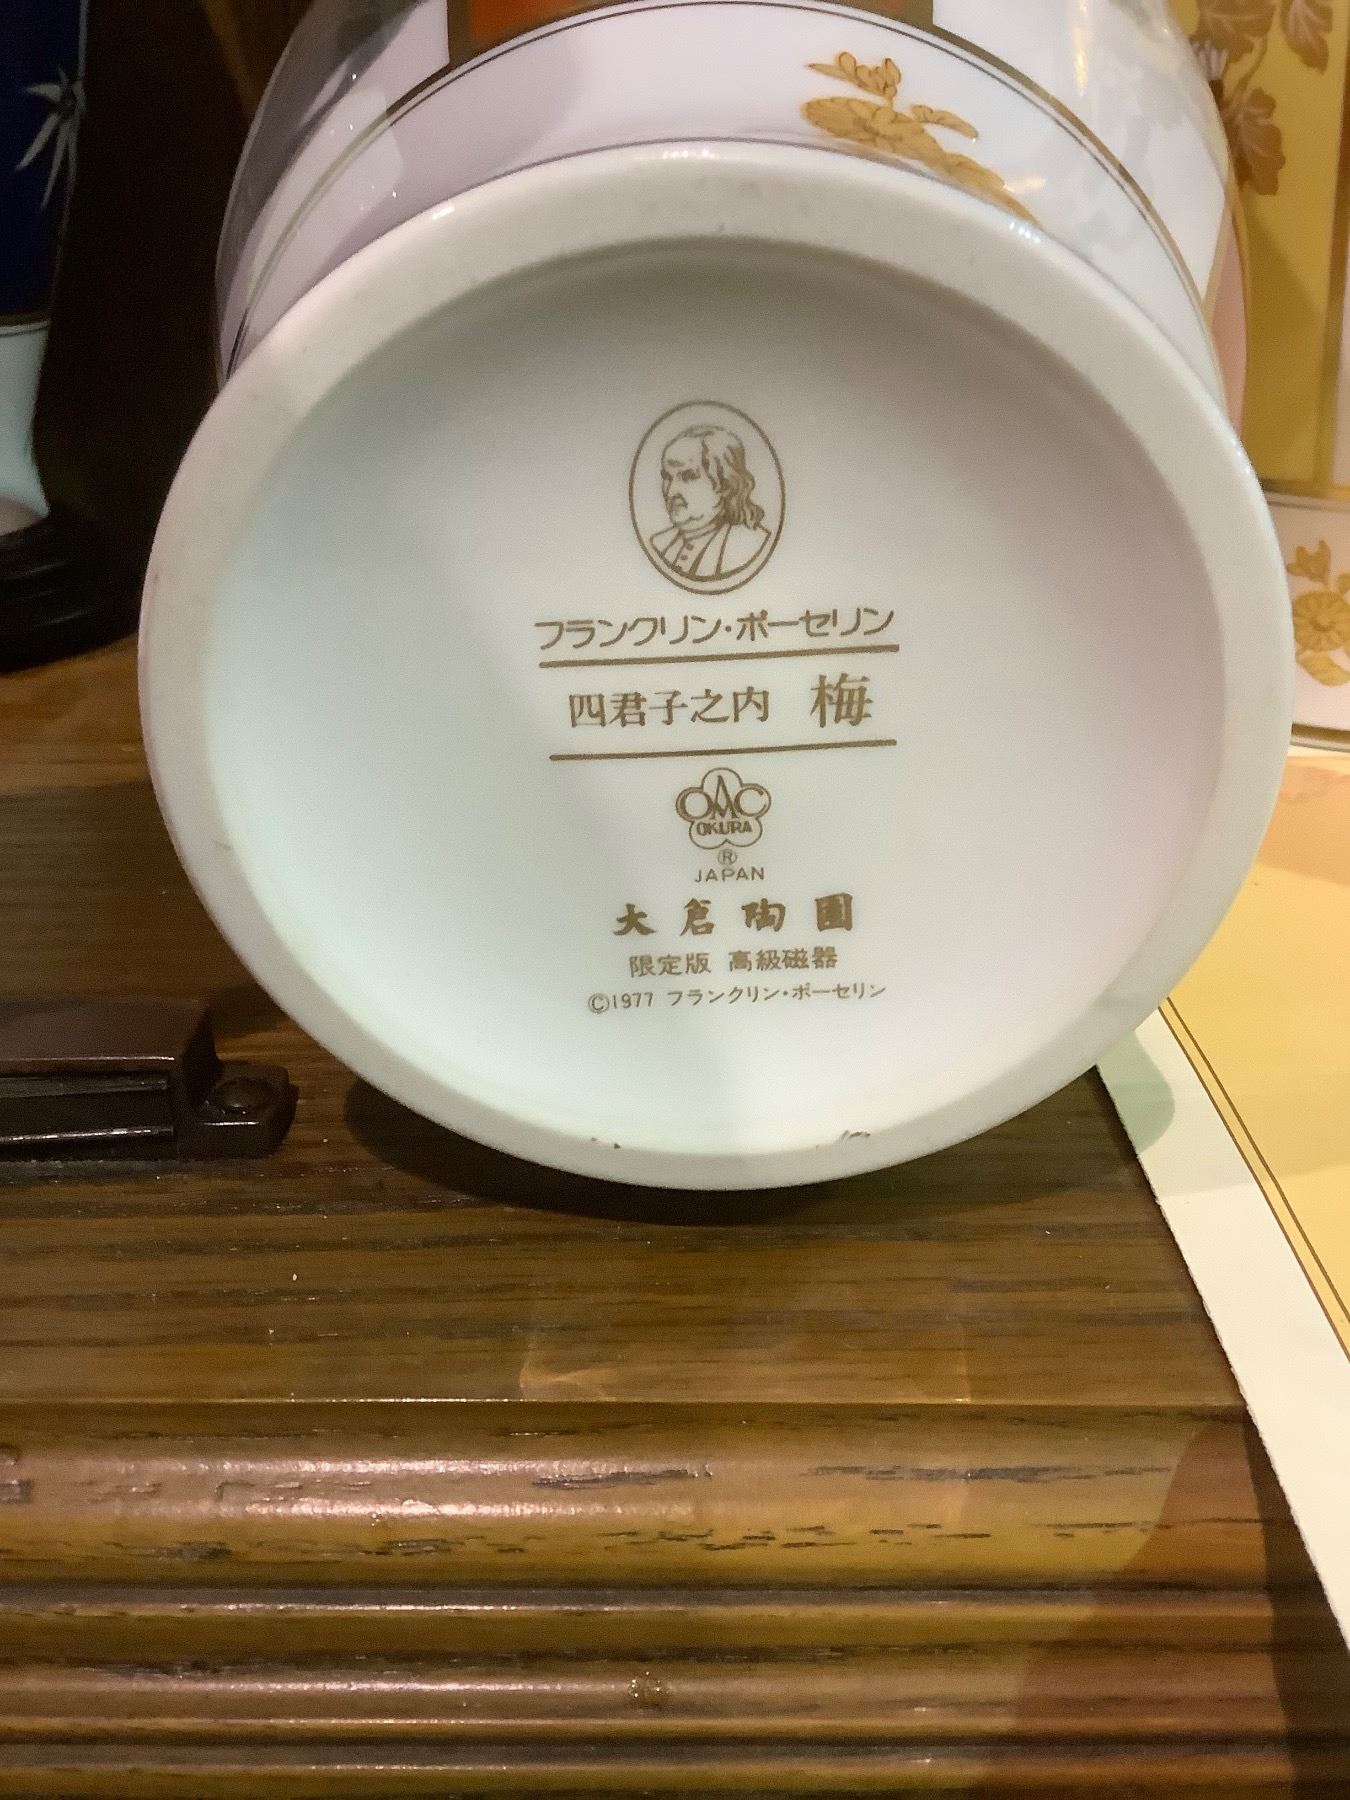 フランクリン・ポーセリン
四君子之内 梅
OAC
OKURA
®
JAPAN
大倉陶園
限定版 高級磁器
©1977 フランクリン・ポーセリン